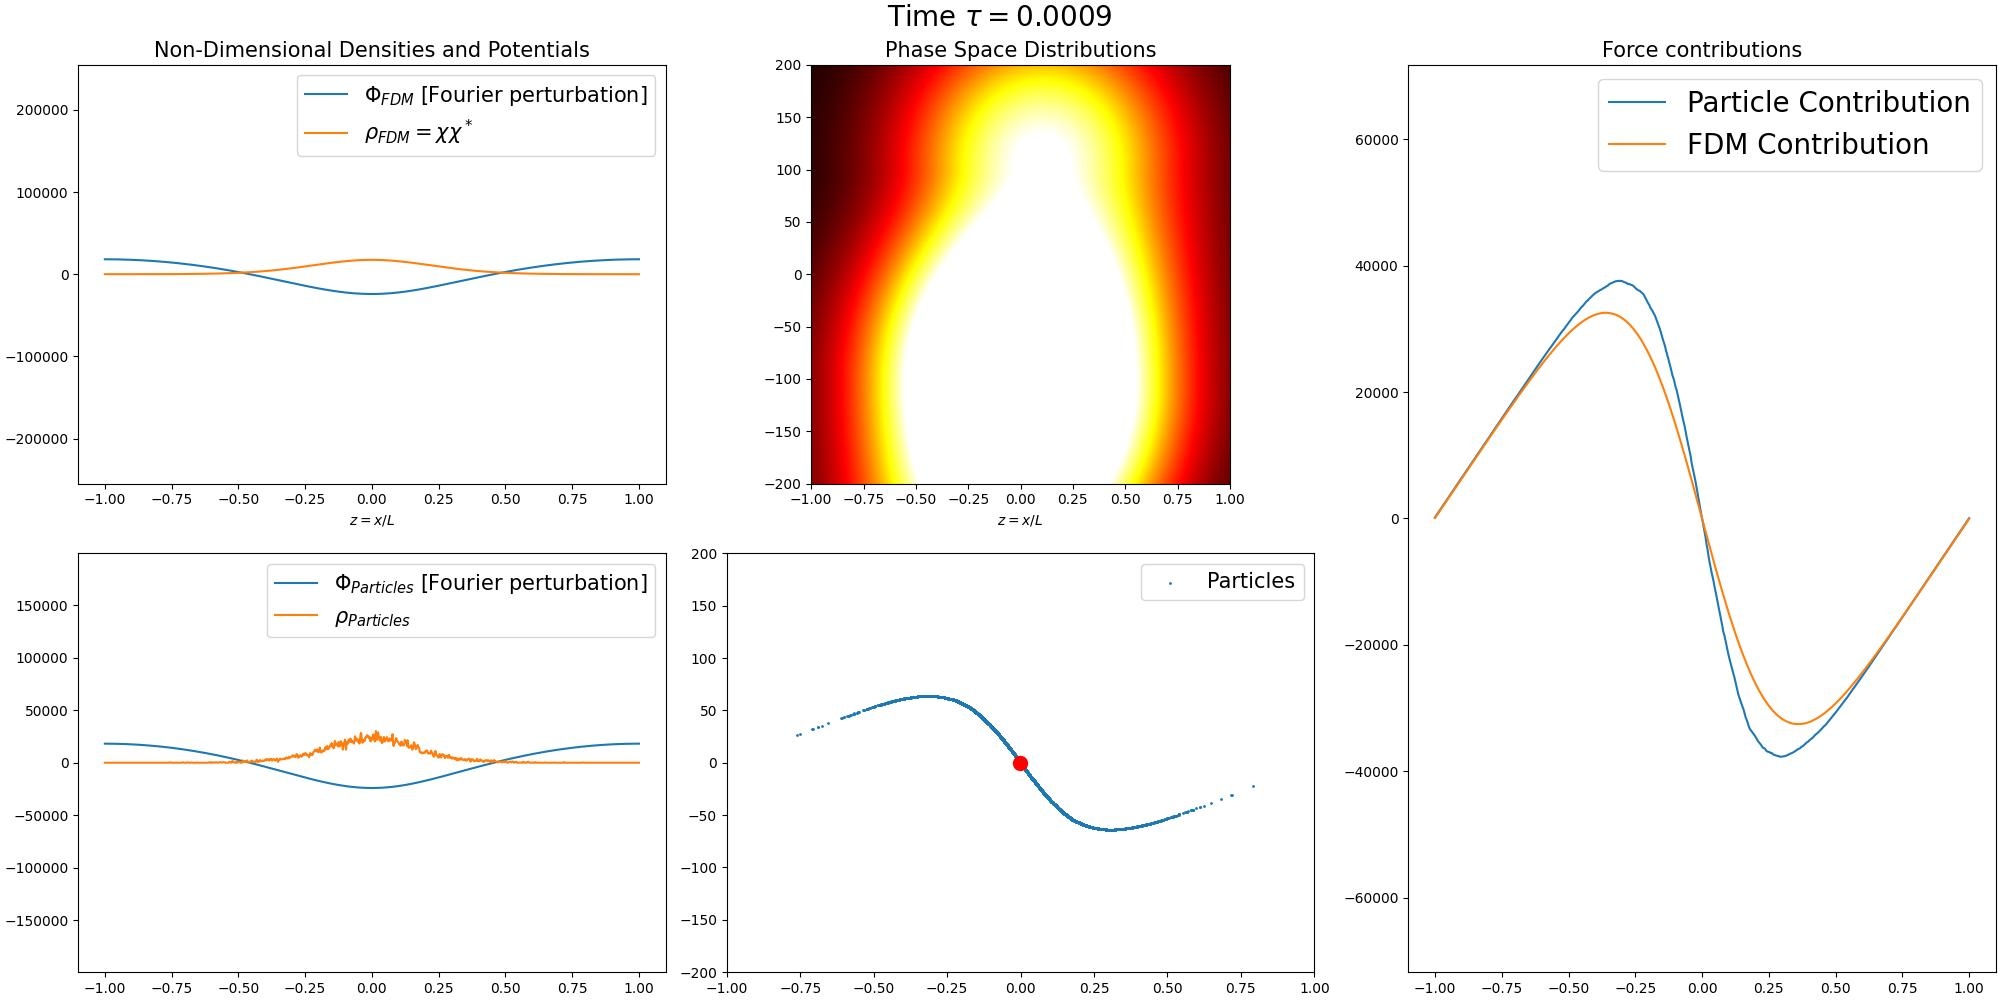 Time τ = 0.0009
Non-Dimensional Densities and Potentials
Φ_FDM [Fourier perturbation]
ρ_FDM = χχ*
200000
100000
0
−100000
−200000
−1.00 −0.75 −0.50 −0.25 0.00 0.25 0.50 0.75 1.00
z = x/L
Phase Space Distributions
200
150
100
50
0
−50
−100
−150
−200
−1.00 −0.75 −0.50 −0.25 0.00 0.25 0.50 0.75 1.00
z = x/L
Force contributions
Particle Contribution
FDM Contribution
60000
40000
20000
0
−20000
−40000
−60000
−1.00 −0.75 −0.50 −0.25 0.00 0.25 0.50 0.75 1.00
Φ_Particles [Fourier perturbation]
ρ_Particles
150000
100000
50000
0
−50000
−100000
−150000
−1.00 −0.75 −0.50 −0.25 0.00 0.25 0.50 0.75 1.00
Particles
200
150
100
50
0
−50
−100
−150
−200
−1.00 −0.75 −0.50 −0.25 0.00 0.25 0.50 0.75 1.00